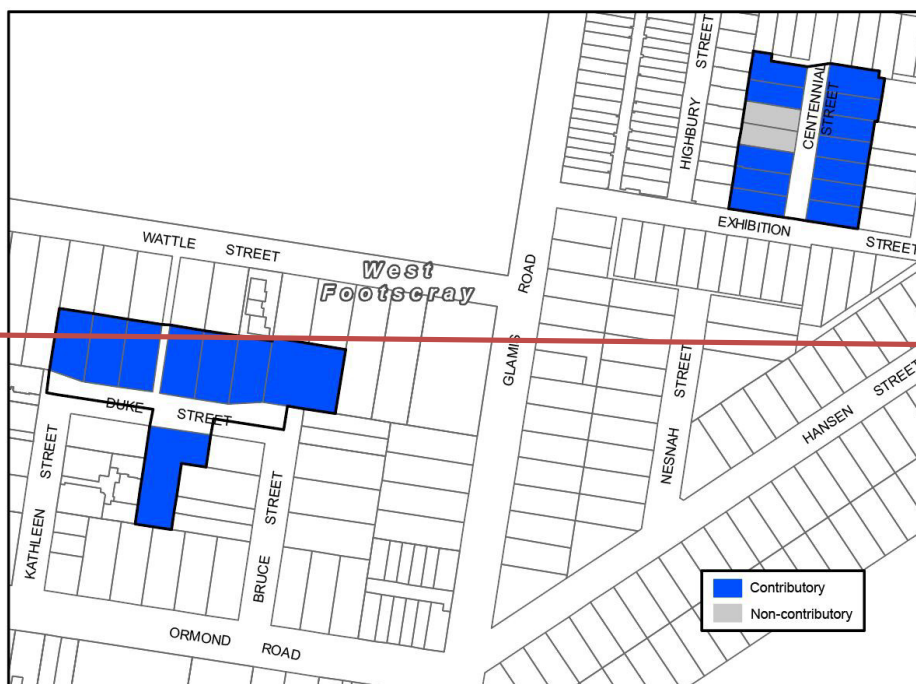 HIGHBURY STREET
CENTENNIAL STREET
EXHIBITION STREET
WATTLE STREET
West
Footscray
GLAMIS ROAD
DUKE STREET
NESNAH STREET
HANSEN STREET
KATHLEEN STREET
BRUCE STREET
ORMOND ROAD
Contributory
Non-contributory